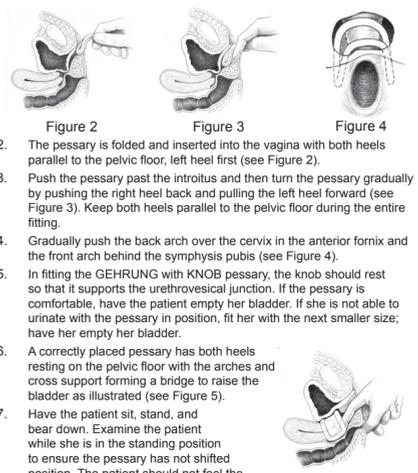 Figure 2
Figure 3
Figure 4
2. The pessary is folded and inserted into the vagina with both heels
parallel to the pelvic floor, left heel first (see Figure 2).
3. Push the pessary past the introitus and then turn the pessary gradually
by pushing the right heel back and pulling the left heel forward (see
Figure 3). Keep both heels parallel to the pelvic floor during the entire
fitting.
4. Gradually push the back arch over the cervix in the anterior fornix and
the front arch behind the symphysis pubis (see Figure 4).
5. In fitting the GEHRUNG with KNOB pessary, the knob should rest
so that it supports the urethrovesical junction. If the pessary is
comfortable, have the patient empty her bladder. If she is not able to
urinate with the pessary in position, fit her with the next smaller size;
have her empty her bladder.
6. A correctly placed pessary has both heels
resting on the pelvic floor with the arches and
cross support forming a bridge to raise the
bladder as illustrated (see Figure 5).
7. Have the patient sit, stand, and
bear down. Examine the patient
while she is in the standing position
to ensure the pessary has not shifted
position. The patient should not feel the